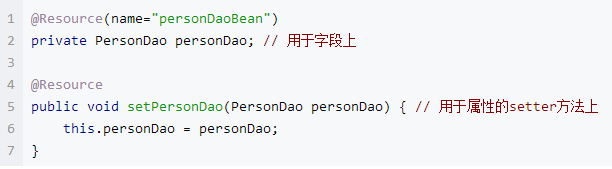 1 @Resource(name="personDaoBean")
2 private PersonDao personDao; // 用于字段上
3
4 @Resource
5 public void setPersonDao(PersonDao personDao) { // 用于属性的setter方法上
6     this.personDao = personDao;
7 }